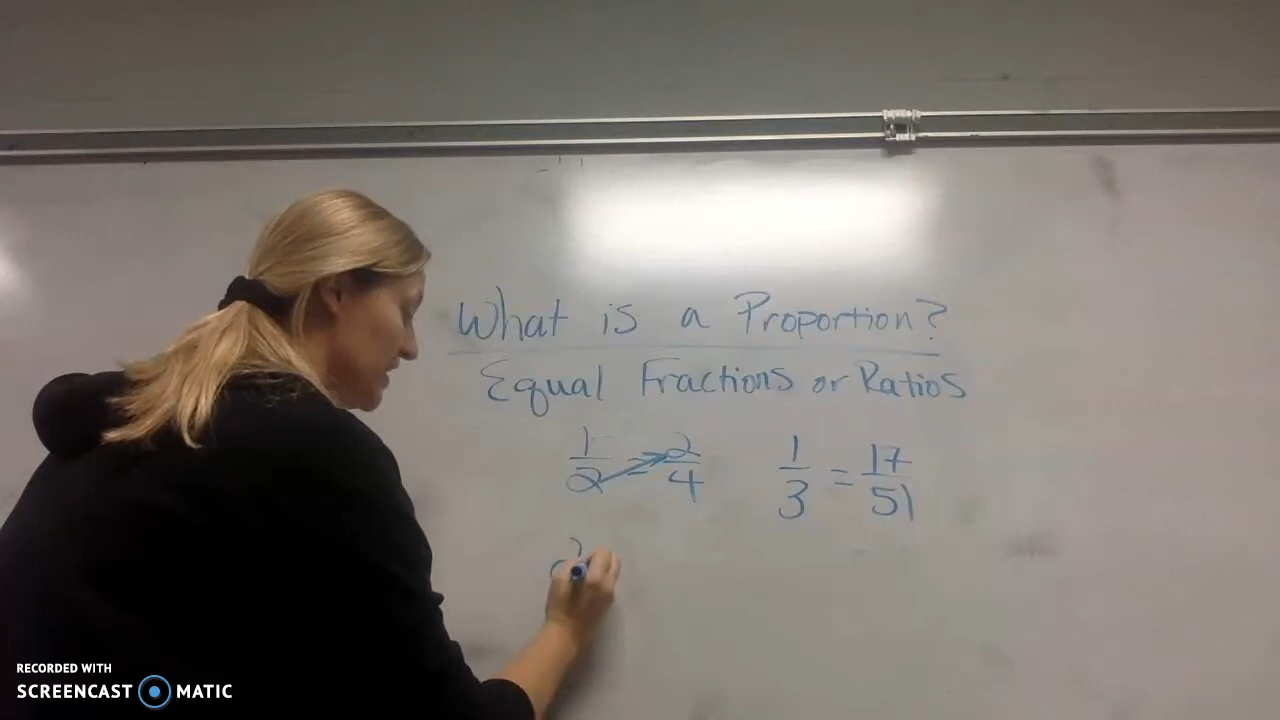 What is a Proportion?
Equal Fractions or Ratios
1/2 = 2/4 1/3 = 17/51
2
RECORDED WITH
SCREENCAST MATIC